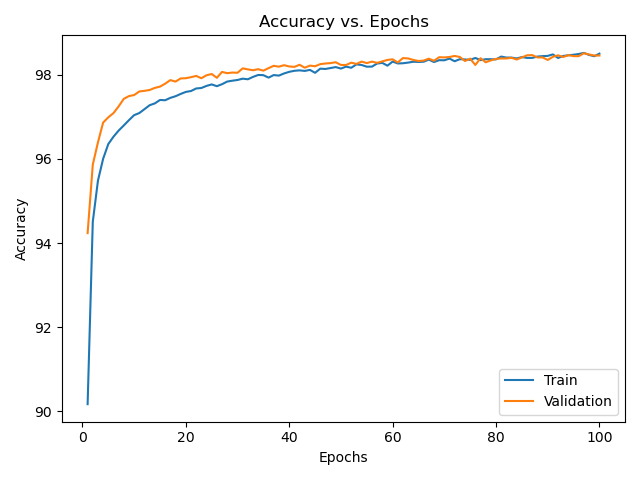 Accuracy vs. Epochs
Accuracy
98
96
94
92
90
0 20 40 60 80 100
Epochs
Train
Validation